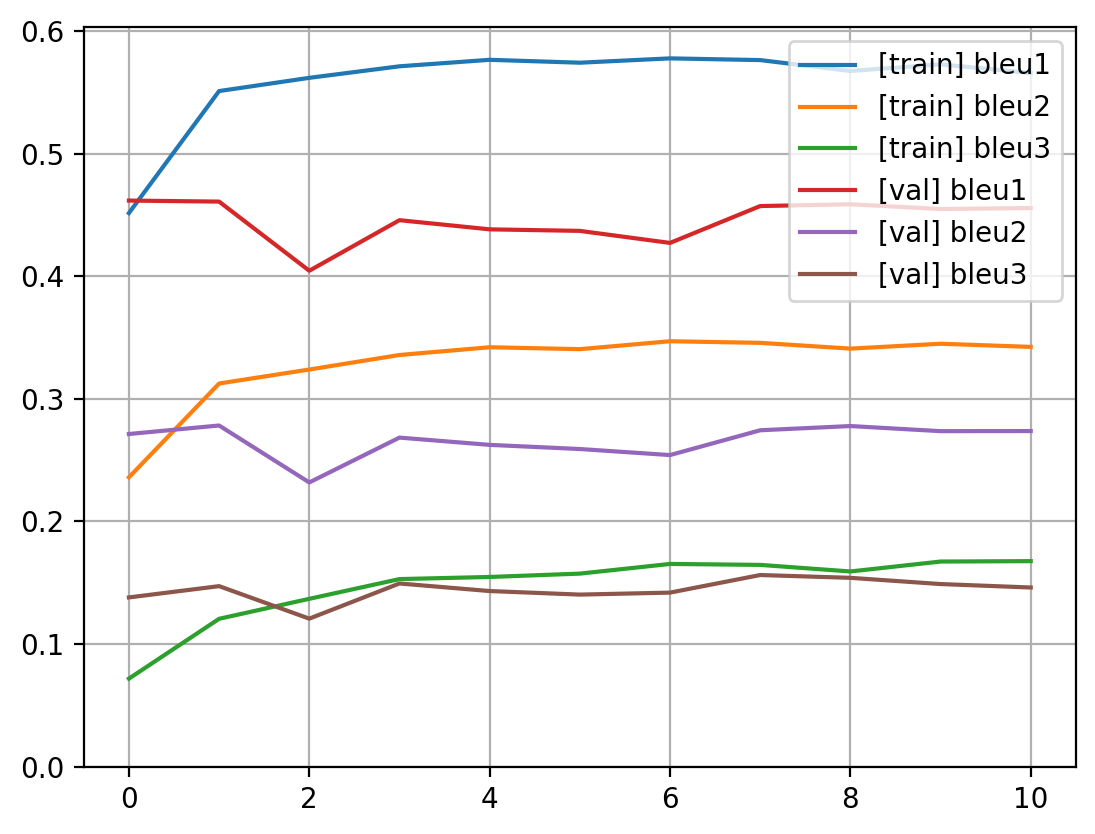 0.6
0.5
0.4
0.3
0.2
0.1
0.0
0 2 4 6 8 10
[train] bleu1
[train] bleu2
[train] bleu3
[val] bleu1
[val] bleu2
[val] bleu3